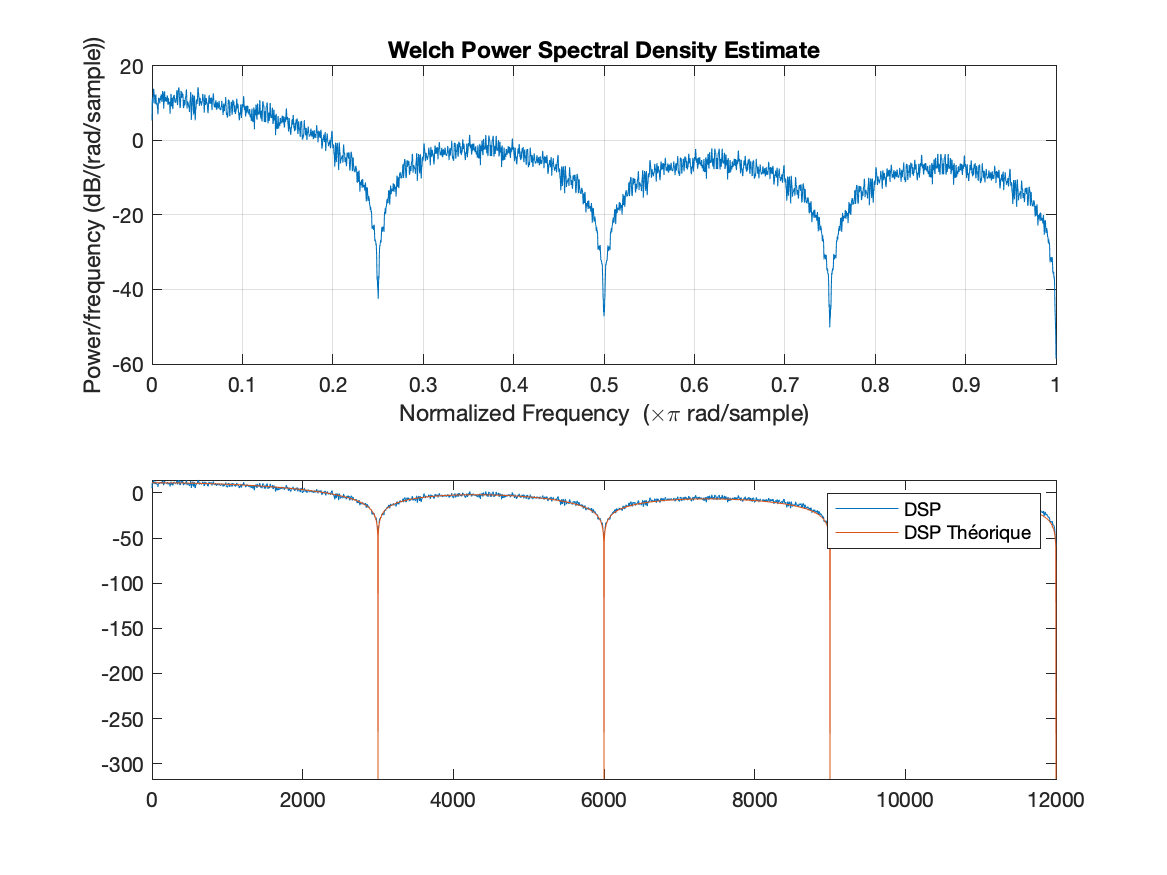 Welch Power Spectral Density Estimate
Power/frequency (dB/(rad/sample))
20
0
-20
-40
-60
0 0.1 0.2 0.3 0.4 0.5 0.6 0.7 0.8 0.9 1
Normalized Frequency (×π rad/sample)
0
-50
-100
-150
-200
-250
-300
DSP
DSP Théorique
0 2000 4000 6000 8000 10000 12000